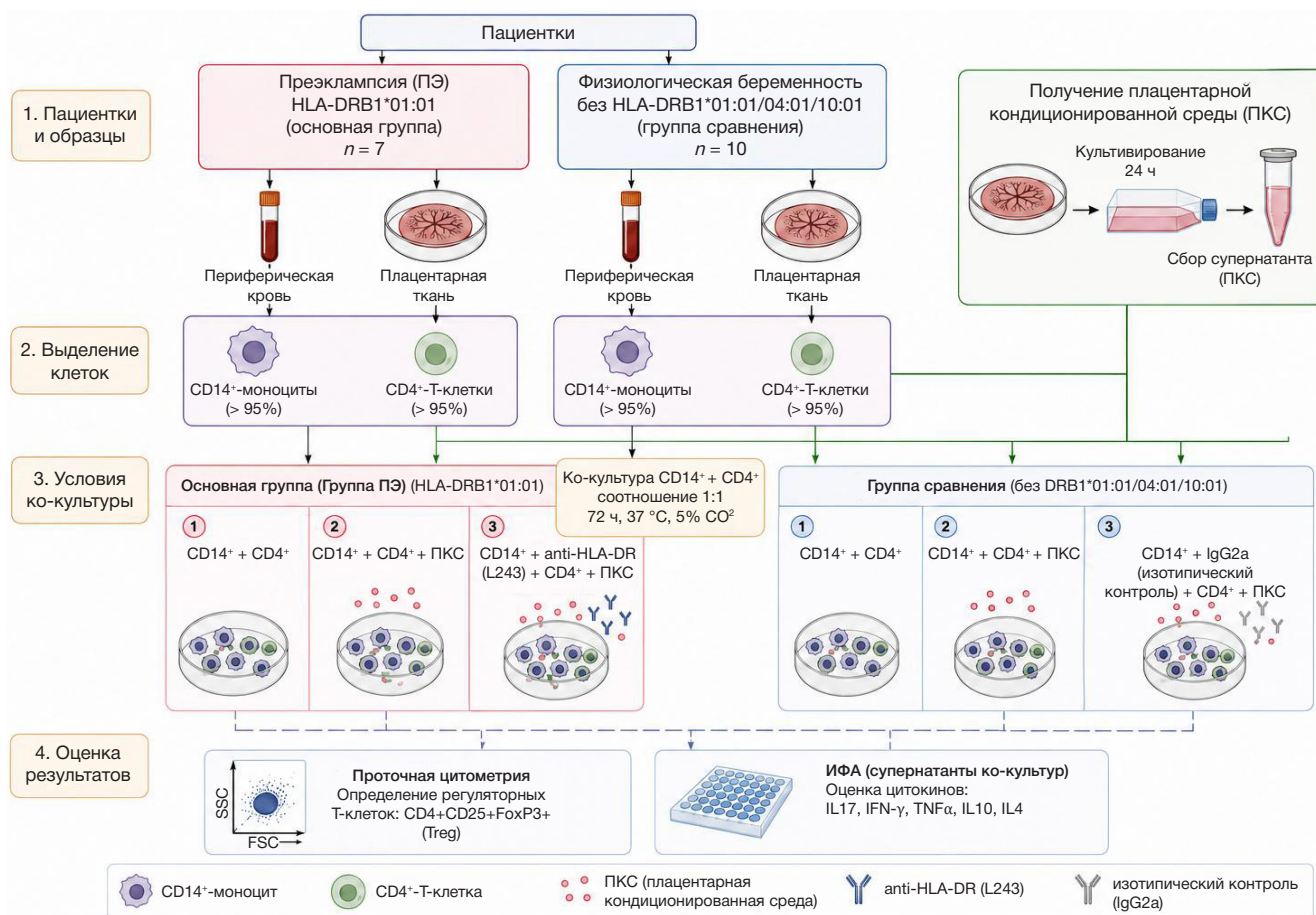 Пациентки
1. Пациентки
и образцы
Преэклампсия (ПЭ)
HLA-DRB1*01:01
(основная группа)
n = 7
Физиологическая беременность
без HLA-DRB1*01:01/04:01/10:01
(группа сравнения)
n = 10
Получение плацентарной
кондиционированной среды (ПКС)
Культивирование
24 ч
Сбор супернатанта
(ПКС)
Периферическая
кровь
Плацентарная
ткань
Периферическая
кровь
Плацентарная
ткань
2. Выделение
клеток
CD14⁺-моноциты
(> 95%)
CD4⁺-Т-клетки
(> 95%)
CD14⁺-моноциты
(> 95%)
CD4⁺-Т-клетки
(> 95%)
3. Условия
ко-культуры
Основная группа (Группа ПЭ) (HLA-DRB1*01:01)
1
CD14⁺ + CD4⁺
2
CD14⁺ + CD4⁺ + ПКС
3
CD14⁺ + anti-HLA-DR
(L243) + CD4⁺ + ПКС
Ко-культура CD14⁺ + CD4⁺
соотношение 1:1
72 ч, 37 °C, 5% CO²
Группа сравнения (без DRB1*01:01/04:01/10:01)
1
CD14⁺ + CD4⁺
2
CD14⁺ + CD4⁺ + ПКС
3
CD14⁺ + IgG2a
(изотипический
контроль) + CD4⁺ + ПКС
4. Оценка
результатов
SSC
FSC
Проточная цитометрия
Определение регуляторных
Т-клеток: CD4+CD25+FoxP3+
(Treg)
ИФА (супернатанты ко-культур)
Оценка цитокинов:
IL17, IFN-γ, TNFα, IL10, IL4
CD14⁺-моноцит
CD4⁺-Т-клетка
ПКС (плацентарная
кондиционированная среда)
anti-HLA-DR (L243)
изотипический контроль
(IgG2a)